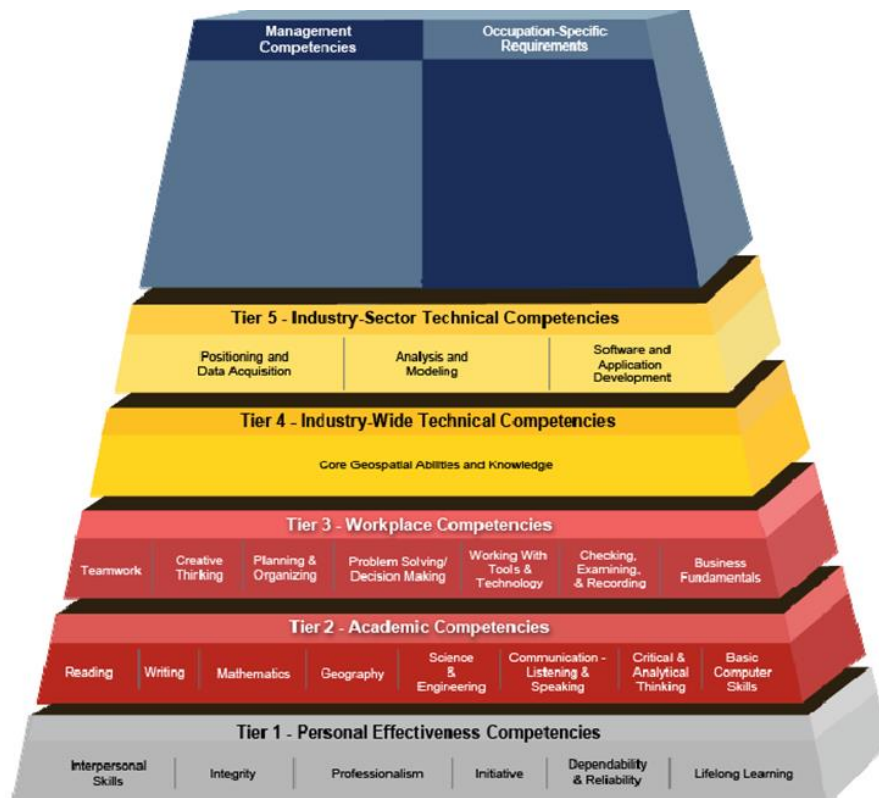 Management
Competencies
Occupation-Specific
Requirements
Tier 5 - Industry-Sector Technical Competencies
Positioning and
Data Acquisition
Analysis and
Modeling
Software and
Application
Development
Tier 4 - Industry-Wide Technical Competencies
Core Geospatial Abilities and Knowledge
Tier 3 - Workplace Competencies
Teamwork
Creative
Thinking
Planning &
Organizing
Problem Solving/
Decision Making
Working With
Tools &
Technology
Checking,
Examining,
& Recording
Business
Fundamentals
Tier 2 - Academic Competencies
Reading
Writing
Mathematics
Geography
Science
&
Engineering
Communication -
Listening &
Speaking
Critical &
Analytical
Thinking
Basic
Computer
Skills
Tier 1 - Personal Effectiveness Competencies
Interpersonal
Skills
Integrity
Professionalism
Initiative
Dependability
& Reliability
Lifelong Learning